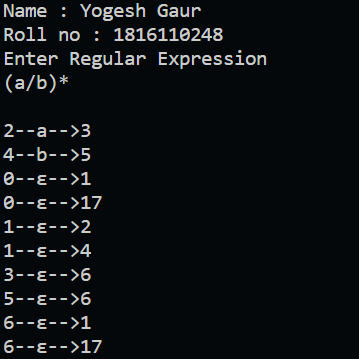 Name : Yogesh Gaur
Roll no : 1816110248
Enter Regular Expression
(a/b)*
2--a-->3
4--b-->5
0--ε-->1
0--ε-->17
1--ε-->2
1--ε-->4
3--ε-->6
5--ε-->6
6--ε-->1
6--ε-->17